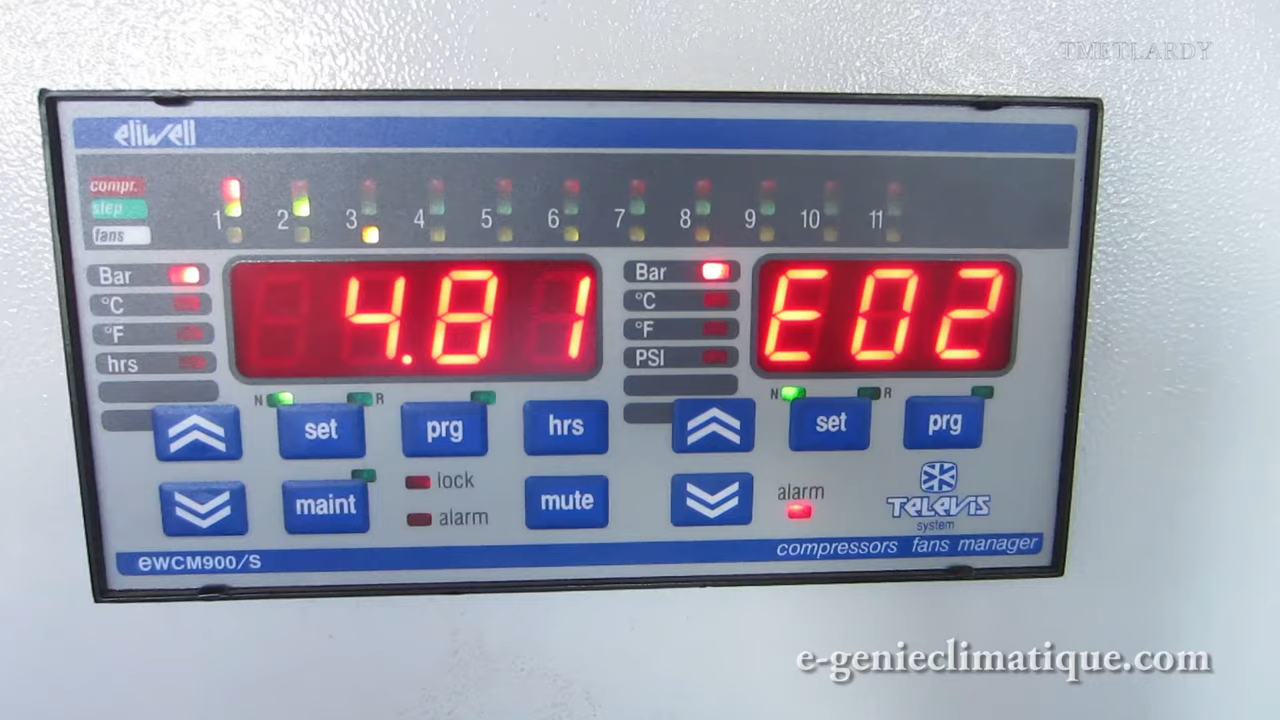 TMETLARDY
eliwell
compr.
step
fans
1 2 3 4 5 6 7 8 9 10 11
Bar
°C
°F
hrs
4.81
Bar
°C
°F
PSI
E02
N R
N R
set prg hrs
set prg
maint
lock
alarm
mute
alarm
TELEVIS
system
compressors fans manager
eWCM900/S
e-genieclimatique.com